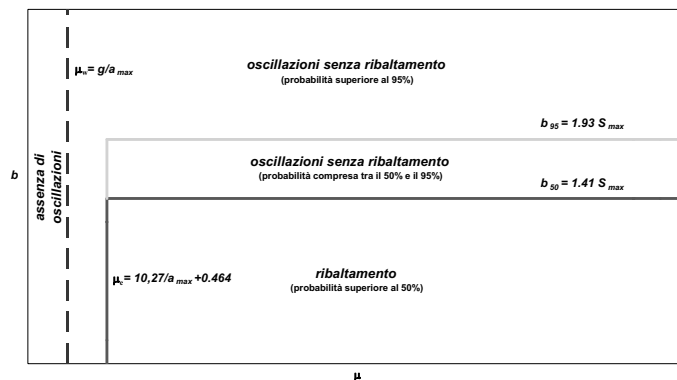 oscillazioni senza ribaltamento
(probabilità superiore al 95%)
μw = g/a max
b 95 = 1.93 S max
oscillazioni senza ribaltamento
(probabilità compresa tra il 50% e il 95%)
b 50 = 1.41 S max
b
assenza di
oscillazioni
μc = 10,27/a max +0.464
ribaltamento
(probabilità superiore al 50%)
μ